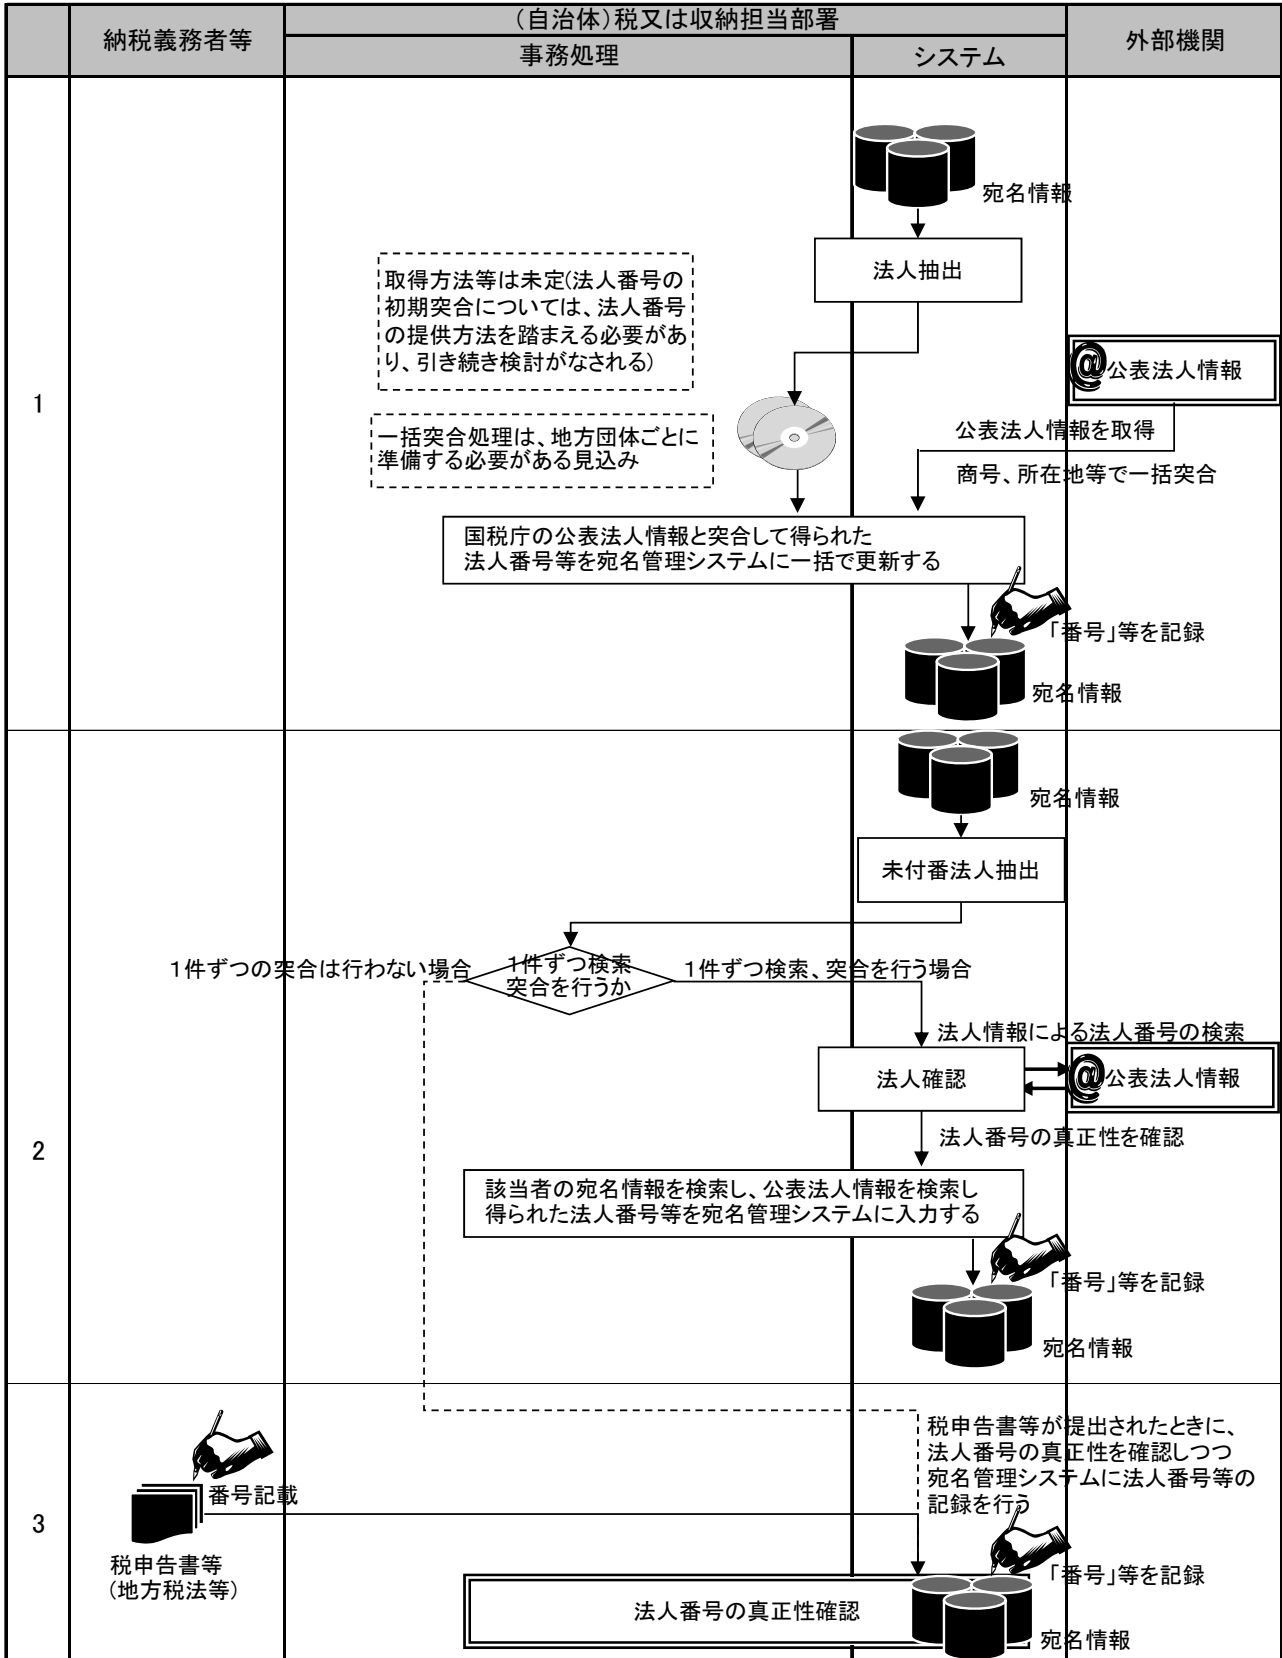 納税義務者等
(自治体)税又は収納担当部署
事務処理
システム
外部機関
1
宛名情報
法人抽出
取得方法等は未定(法人番号の
初期突合については、法人番号
の提供方法を踏まえる必要があ
り、引き続き検討がなされる)
@公表法人情報
一括突合処理は、地方団体ごとに
準備する必要がある見込み
公表法人情報を取得
商号、所在地等で一括突合
国税庁の公表法人情報と突合して得られた
法人番号等を宛名管理システムに一括で更新する
「番号」等を記録
宛名情報
2
宛名情報
未付番法人抽出
1件ずつの突合は行わない場合
1件ずつ検索
突合を行うか
1件ずつ検索、突合を行う場合
法人情報による法人番号の検索
法人確認
@公表法人情報
法人番号の真正性を確認
該当者の宛名情報を検索し、公表法人情報を検索し
得られた法人番号等を宛名管理システムに入力する
「番号」等を記録
宛名情報
3
税申告書等が提出されたときに、
法人番号の真正性を確認しつつ
宛名管理システムに法人番号等の
記録を行う
番号記載
税申告書等
(地方税法等)
「番号」等を記録
法人番号の真正性確認
宛名情報